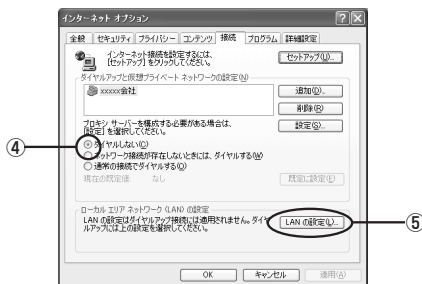 インターネット オプション
全般 セキュリティ プライバシー コンテンツ 接続 プログラム 詳細設定
インターネット接続を設定するには、
[セットアップ] をクリックしてください。
セットアップ(U)...
ダイヤルアップと仮想プライベート ネットワークの設定(N)
xxxxx会社
追加(D)...
削除(R)
プロキシ サーバーを構成する必要がある場合は、
[設定] を選択してください。
設定(S)...
④
ダイヤルしない(C)
ネットワーク接続が存在しないときには、ダイヤルする(W)
通常の接続でダイヤルする(O)
現在の既定値: なし
既定に設定(E)
ローカル エリア ネットワーク (LAN) の設定
LAN の設定はダイヤルアップ接続には適用されません。ダイヤ
ルアップには上の設定を選択してください。
LAN の設定(L)...
⑤
OK キャンセル 適用(A)